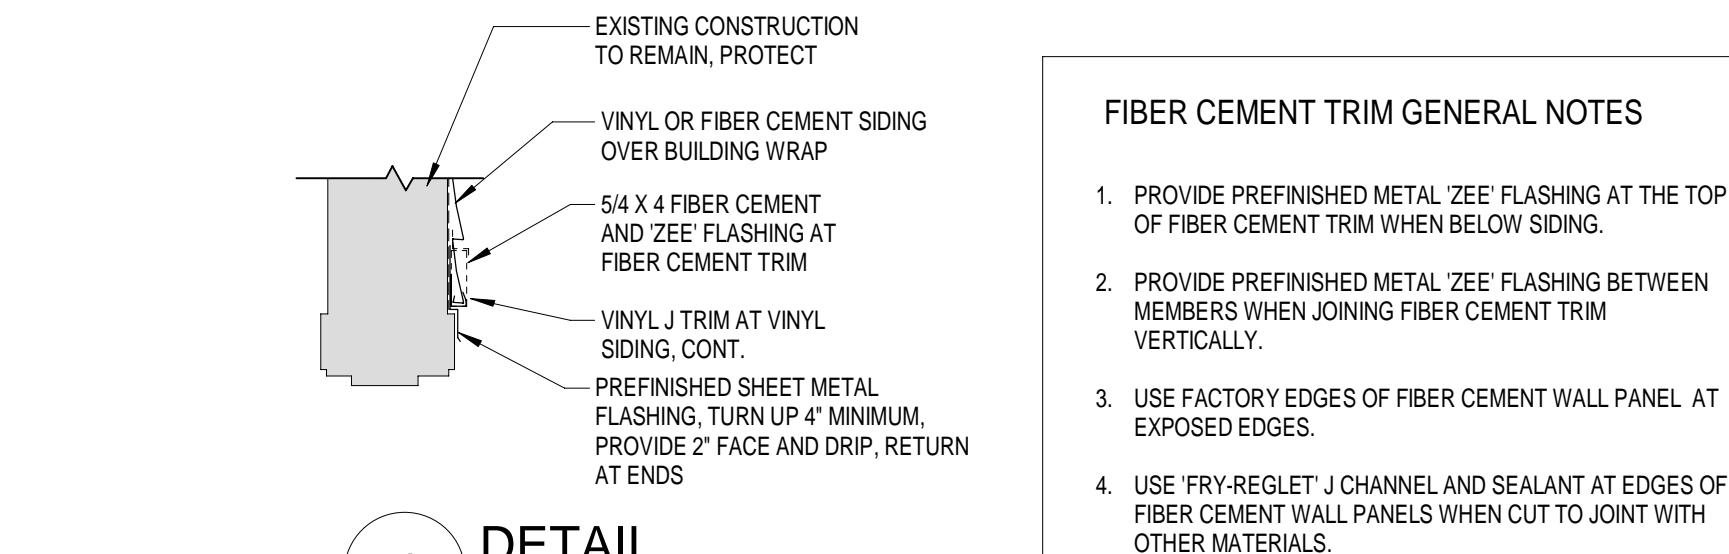 EXISTING CONSTRUCTION
TO REMAIN, PROTECT
VINYL OR FIBER CEMENT SIDING
OVER BUILDING WRAP
5/4 X 4 FIBER CEMENT
AND 'ZEE' FLASHING AT
FIBER CEMENT TRIM
VINYL J TRIM AT VINYL
SIDING, CONT.
PREFINISHED SHEET METAL
FLASHING, TURN UP 4" MINIMUM,
PROVIDE 2" FACE AND DRIP, RETURN
AT ENDS
DETAIL
FIBER CEMENT TRIM GENERAL NOTES
1. PROVIDE PREFINISHED METAL 'ZEE' FLASHING AT THE TOP
OF FIBER CEMENT TRIM WHEN BELOW SIDING.
2. PROVIDE PREFINISHED METAL 'ZEE' FLASHING BETWEEN
MEMBERS WHEN JOINING FIBER CEMENT TRIM
VERTICALLY.
3. USE FACTORY EDGES OF FIBER CEMENT WALL PANEL AT
EXPOSED EDGES.
4. USE 'FRY-REGLET' J CHANNEL AND SEALANT AT EDGES OF
FIBER CEMENT WALL PANELS WHEN CUT TO JOINT WITH
OTHER MATERIALS.